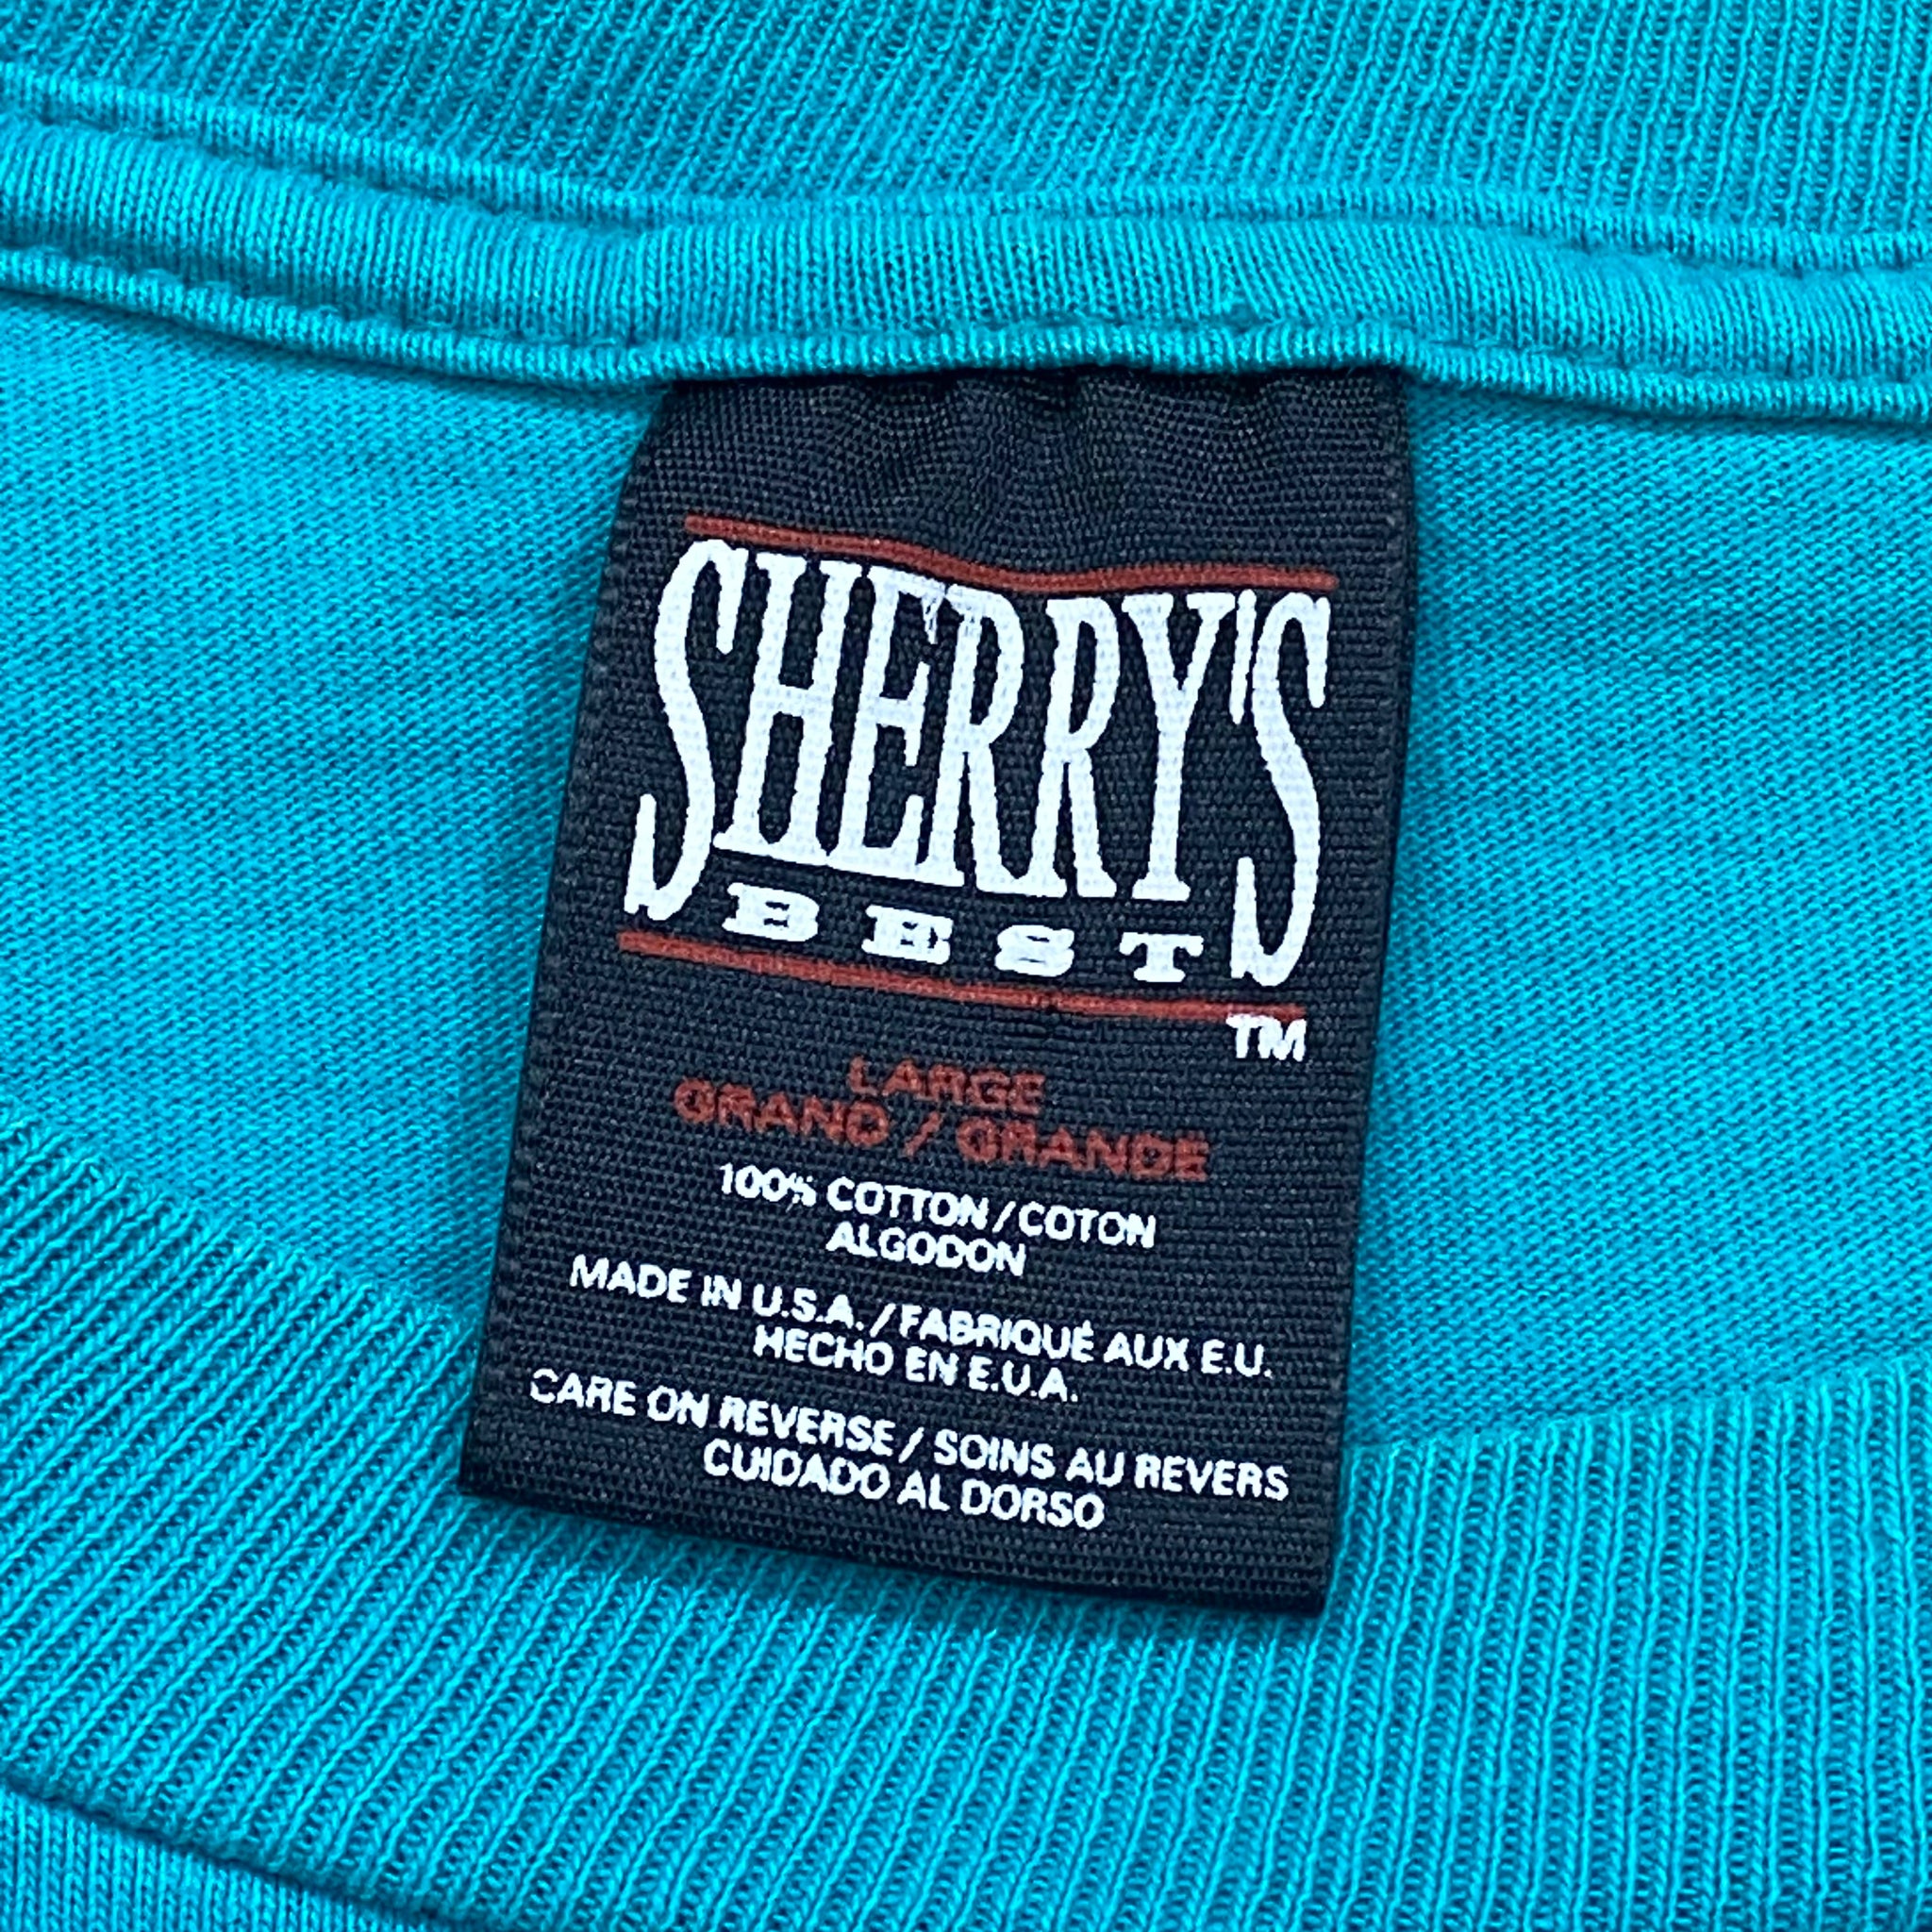 SHERRY'S
BEST
TM
LARGE
GRAND / GRANDE
100% COTTON / COTON
ALGODON
MADE IN U.S.A. / FABRIQUÉ AUX E.U.
HECHO EN E.U.A.
CARE ON REVERSE / SOINS AU REVERS
CUIDADO AL DORSO